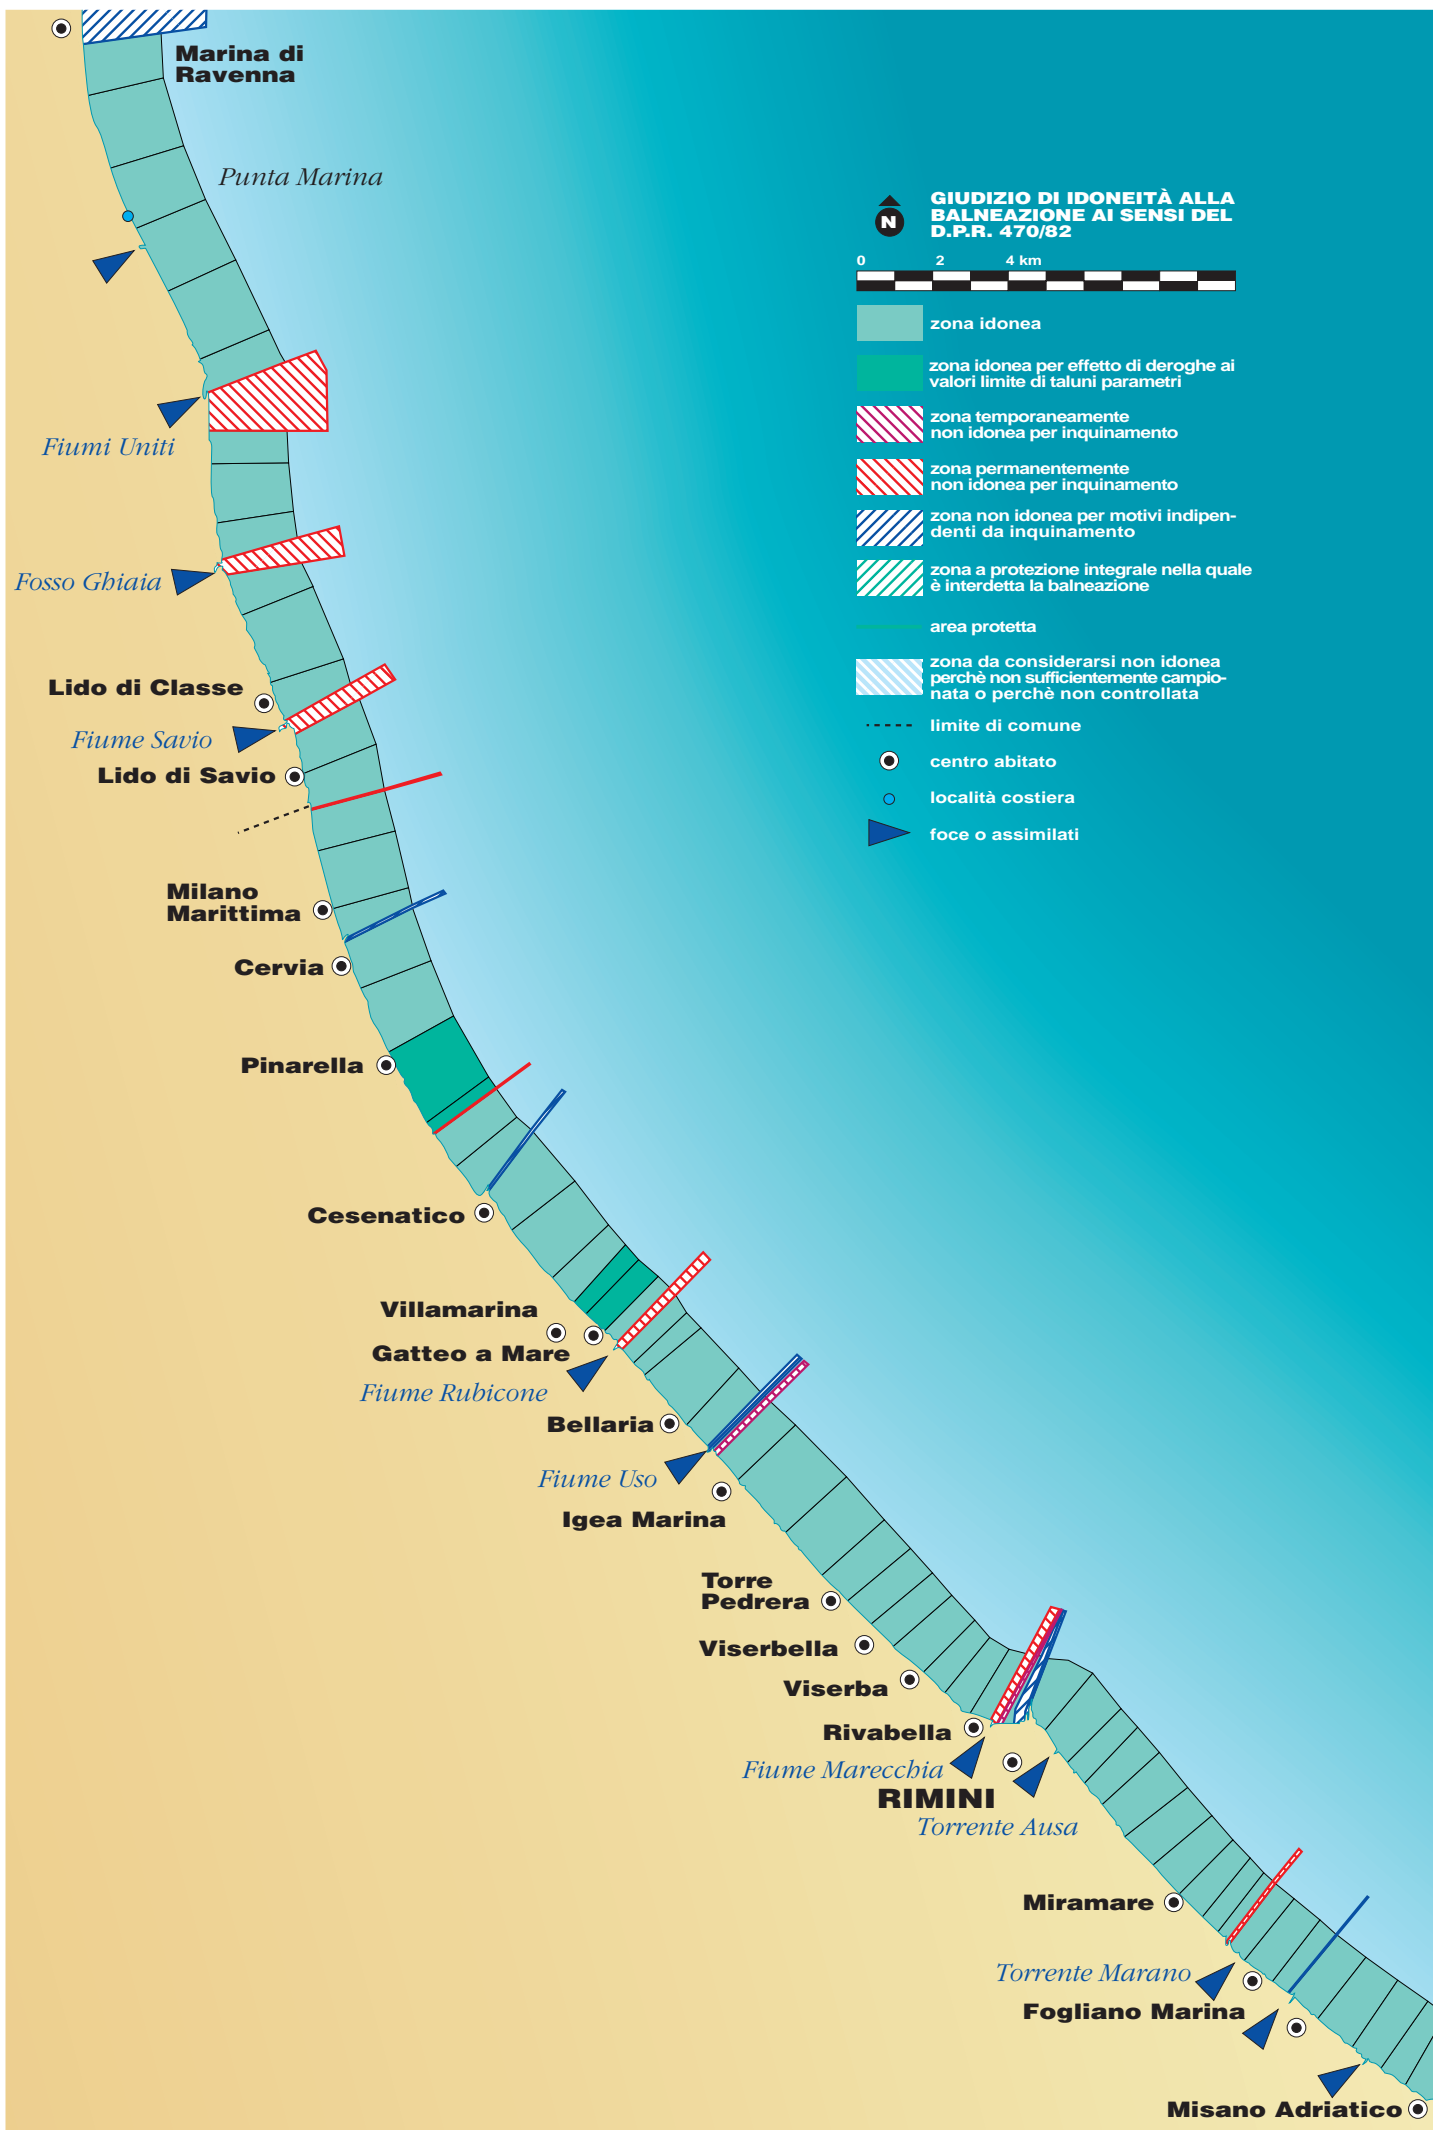 Marina di
Ravenna
Punta Marina
GIUDIZIO DI IDONEITÀ ALLA
BALNEAZIONE AI SENSI DEL
D.P.R. 470/82
N
0 2 4 km
zona idonea
zona idonea per effetto di deroghe ai
valori limite di taluni parametri
zona temporaneamente
non idonea per inquinamento
zona permanentemente
non idonea per inquinamento
zona non idonea per motivi indipen-
denti da inquinamento
zona a protezione integrale nella quale
è interdetta la balneazione
area protetta
zona da considerarsi non idonea
perchè non sufficientemente campio-
nata o perchè non controllata
limite di comune
centro abitato
località costiera
foce o assimilati
Fiumi Uniti
Fosso Ghiaia
Lido di Classe
Fiume Savio
Lido di Savio
Milano
Marittima
Cervia
Pinarella
Cesenatico
Villamarina
Gatteo a Mare
Fiume Rubicone
Bellaria
Fiume Uso
Igea Marina
Torre
Pedrera
Viserbella
Viserba
Rivabella
Fiume Marecchia
RIMINI
Torrente Ausa
Miramare
Torrente Marano
Fogliano Marina
Misano Adriatico